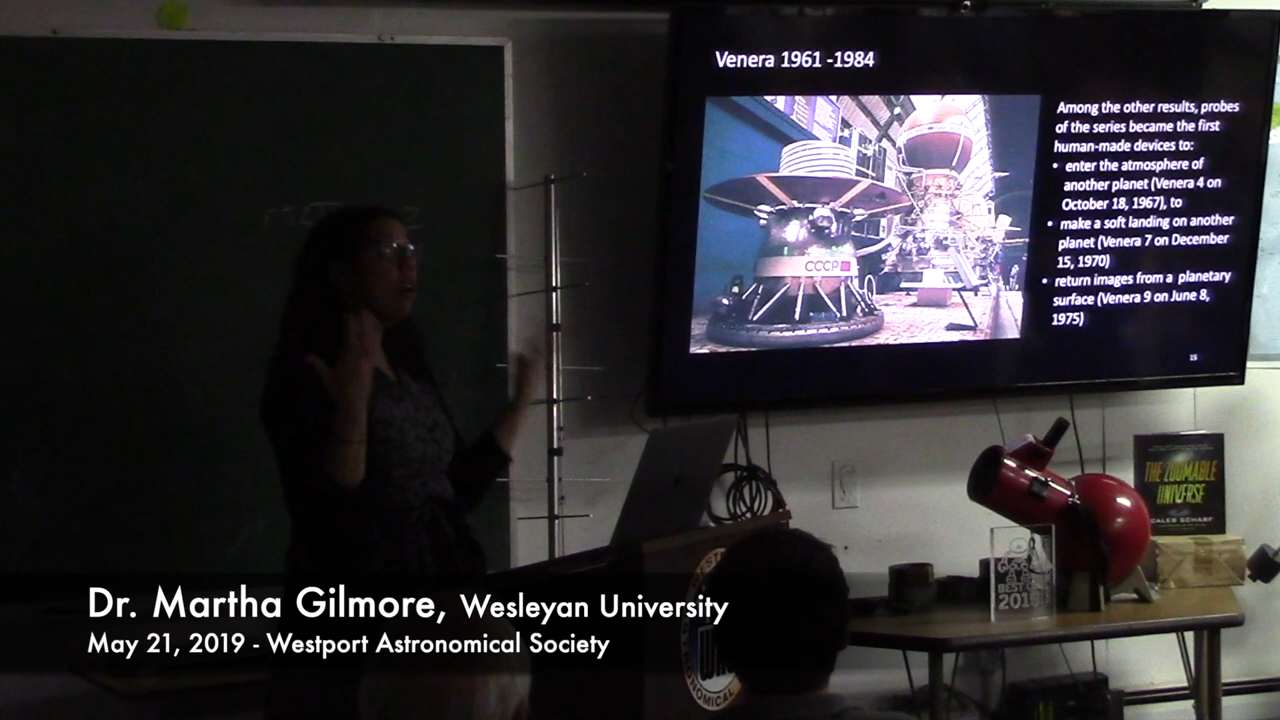 Venera 1961 -1984
Among the other results, probes
of the series became the first
human-made devices to:
• enter the atmosphere of
another planet (Venera 4 on
October 18, 1967), to
• make a soft landing on another
planet (Venera 7 on December
15, 1970)
• return images from a planetary
surface (Venera 9 on June 8,
1975)
CCCP
15
THE ZOOMABLE
UNIVERSE
CALEB SCHARF
BEST
201
Dr. Martha Gilmore, Wesleyan University
May 21, 2019 - Westport Astronomical Society